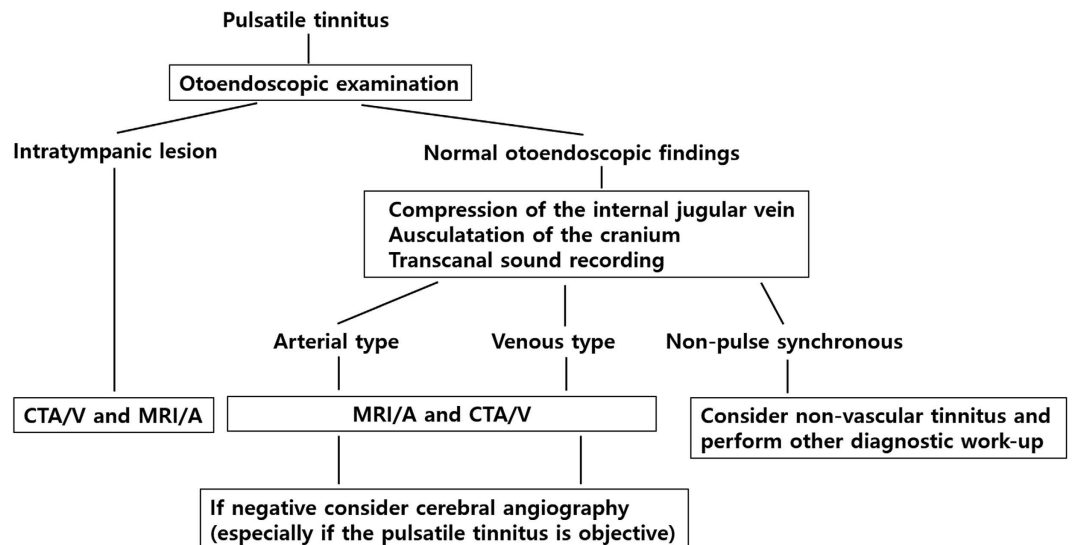 Pulsatile tinnitus
Otoendoscopic examination
Intratympanic lesion
Normal otoendoscopic findings
Compression of the internal jugular vein
Ausculatation of the cranium
Transcanal sound recording
Arterial type
Venous type
Non-pulse synchronous
CTA/V and MRI/A
MRI/A and CTA/V
Consider non-vascular tinnitus and
perform other diagnostic work-up
If negative consider cerebral angiography
(especially if the pulsatile tinnitus is objective)